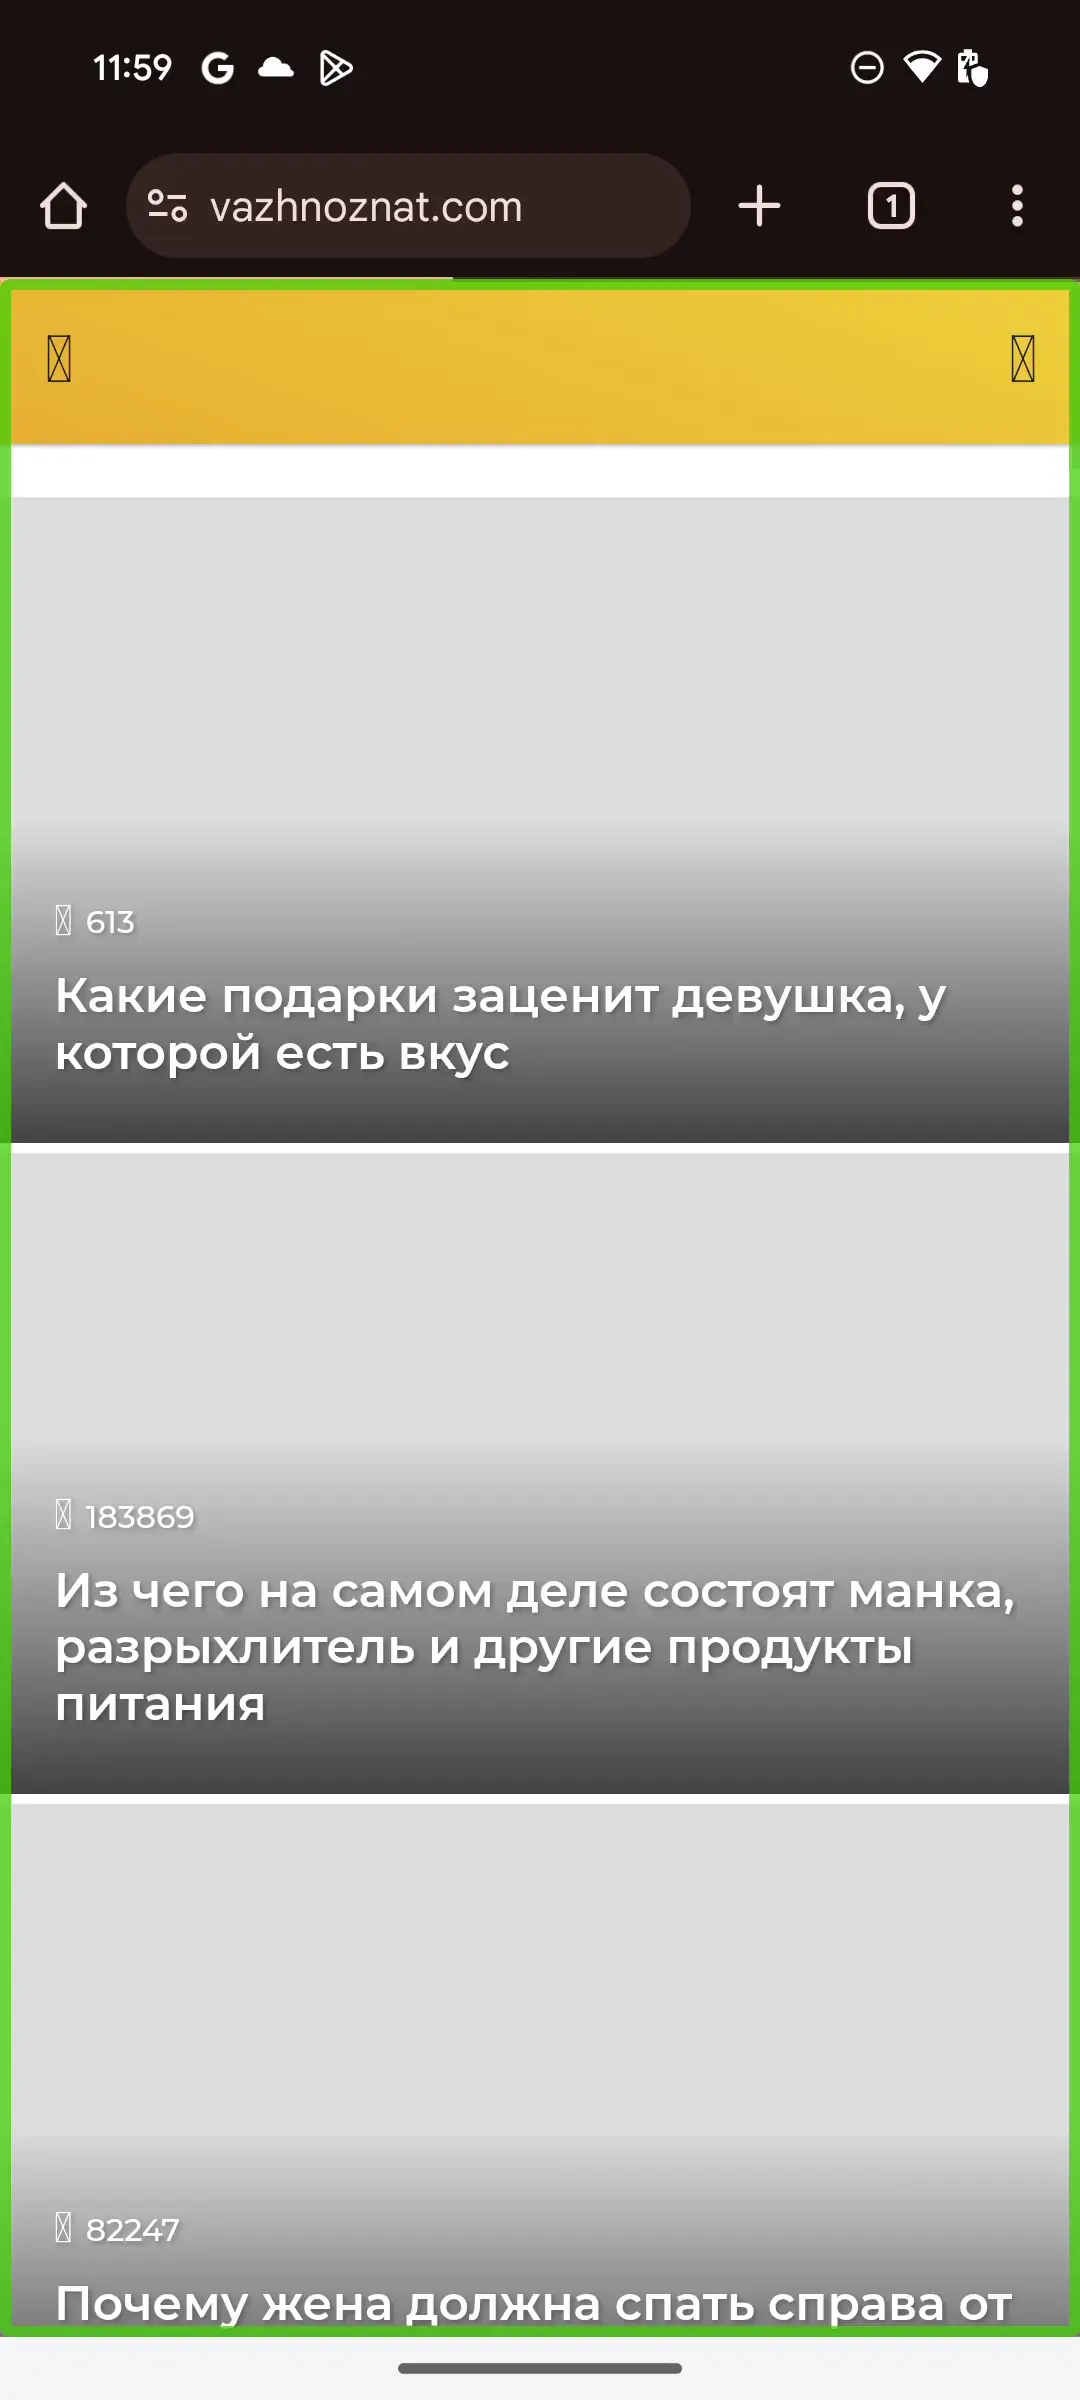 11:59
vazhnoznat.com
1
613
Какие подарки заценит девушка, у
которой есть вкус
183869
Из чего на самом деле состоят манка,
разрыхлитель и другие продукты
питания
82247
Почему жена должна спать справа от